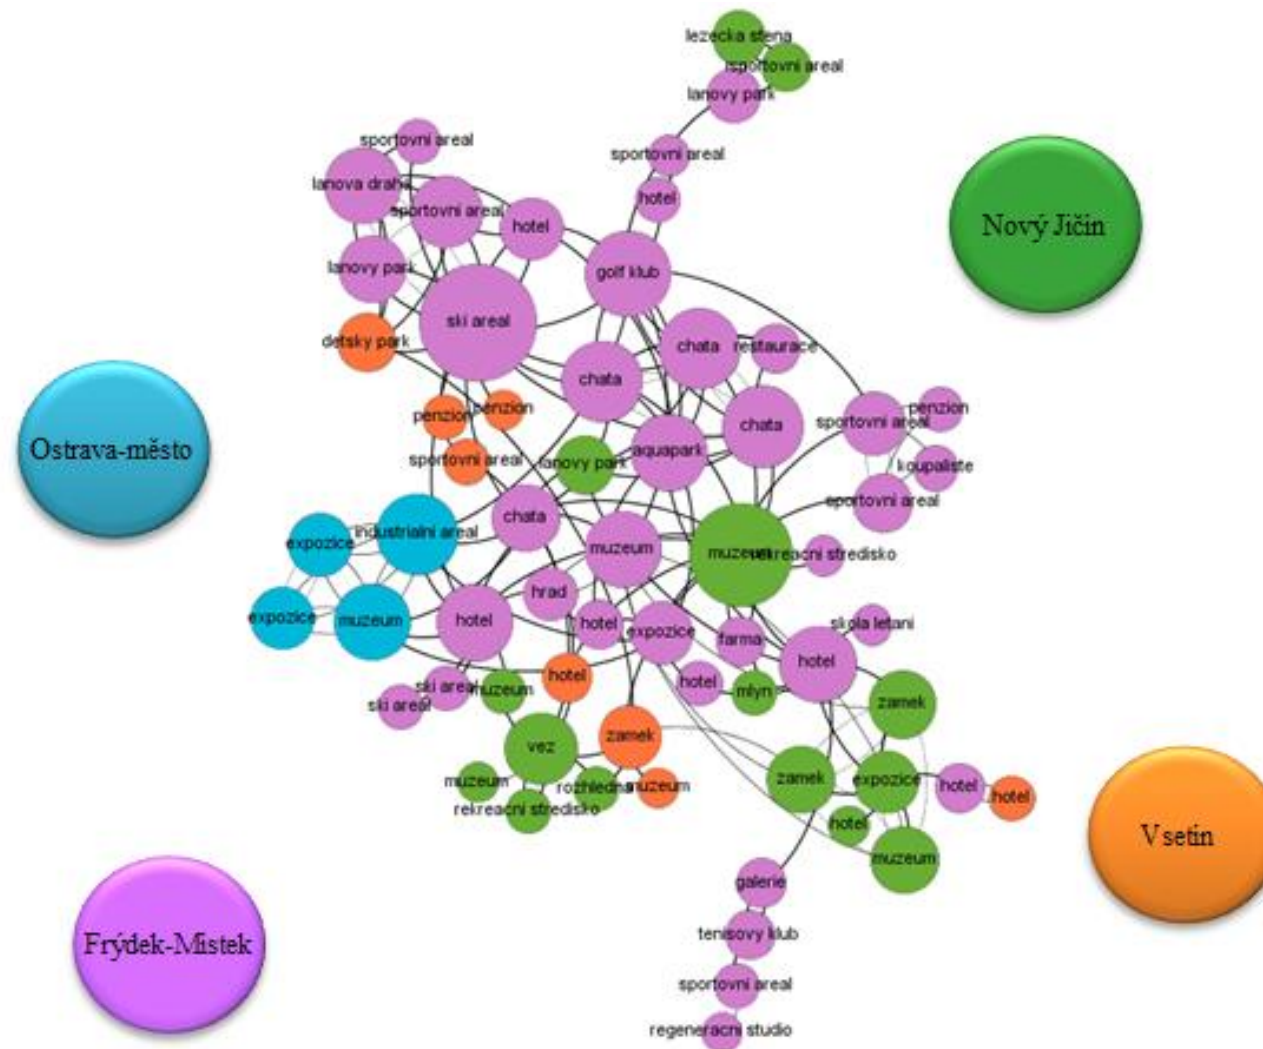 lezecka stena
sportovni areal
lanovy park
sportovni areal
sportovni areal
lanova draha
sportovni areal
hotel
hotel
Nový Jičín
lanovy park
golf klub
ski areal
detsky park
chata
restaurace
chata
penzion
penzion
sportovni areal
penzion
chata
Ostrava-město
sportovni areal
lanovy park
aquapark
koupaliste
sportovni areal
chata
industrialni areal
expozice
muzeum
muzeum
rekreacni stredisko
hrad
expozice
muzeum
hotel
hotel
expozice
farma
skola letani
hotel
ski areal
ski areal
muzeum
hotel
hotel
mlyn
zamek
vez
zamek
muzeum
rekreacni stredisko
rozhledna
muzeum
zamek
expozice
hotel
hotel
hotel
muzeum
Vsetín
galerie
Frýdek-Místek
tenisovy klub
sportovni areal
regeneracni studio